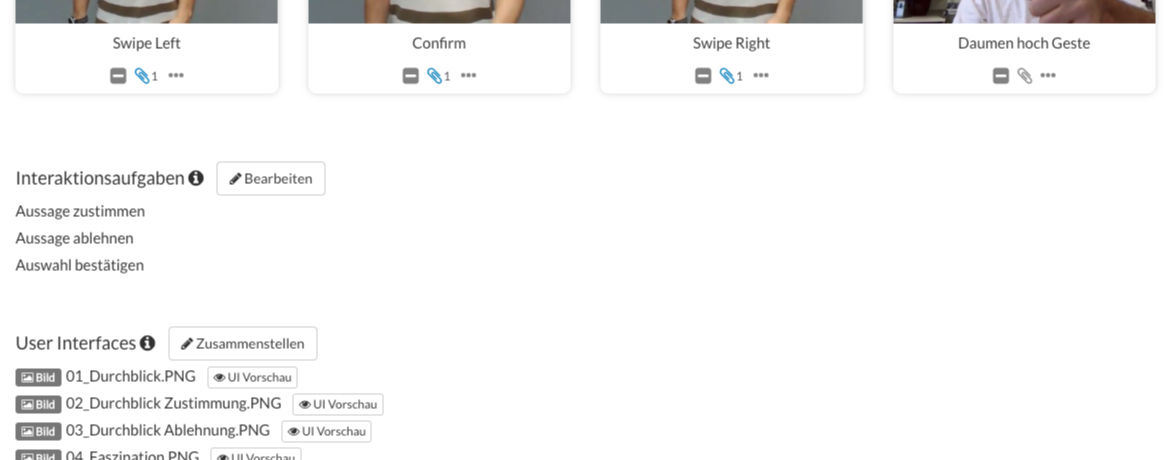 Swipe Left
Confirm
Swipe Right
Daumen hoch Geste
1
1
1
Interaktionsaufgaben
Bearbeiten
Aussage zustimmen
Aussage ablehnen
Auswahl bestätigen
User Interfaces
Zusammenstellen
Bild 01_Durchblick.PNG UI Vorschau
Bild 02_Durchblick Zustimmung.PNG UI Vorschau
Bild 03_Durchblick Ablehnung.PNG UI Vorschau
Bild 04_Faszination.PNG UI Vorschau